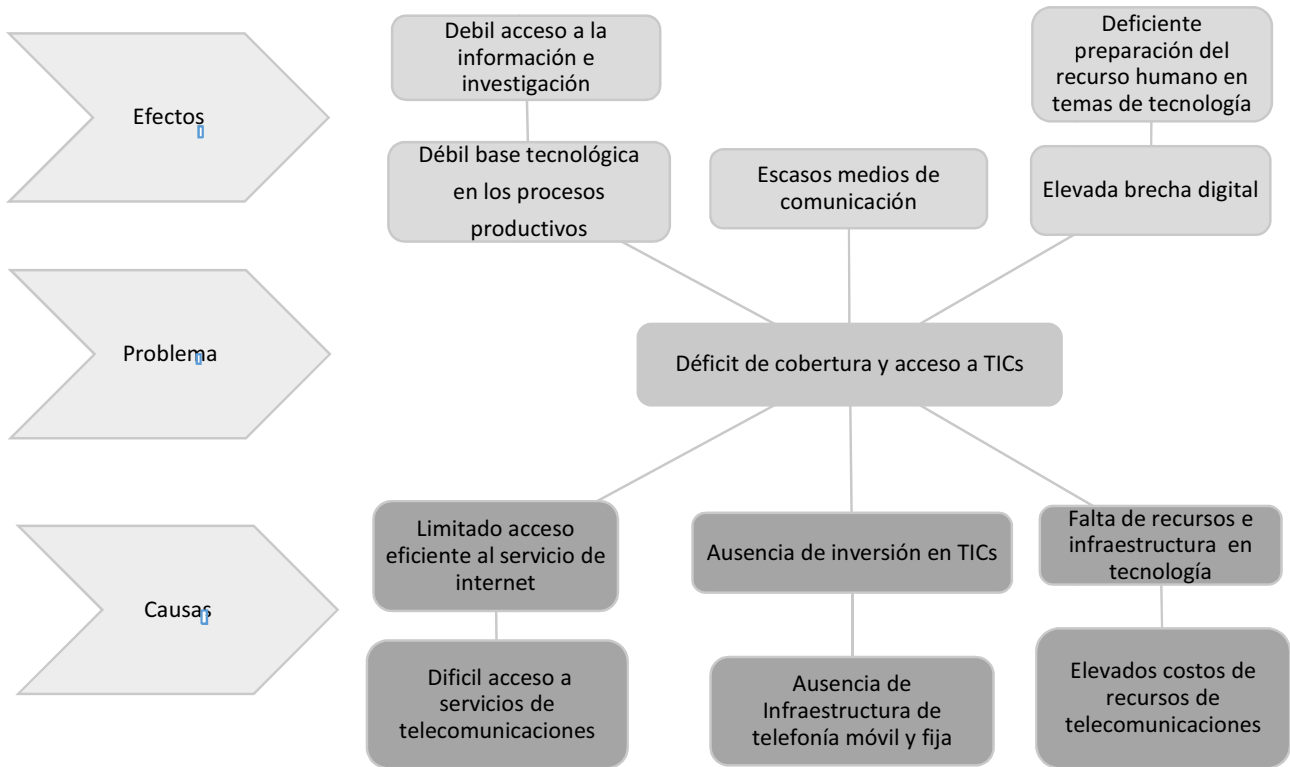 Efectos
Debil acceso a la
información e
investigación
Deficiente
preparación del
recurso humano en
temas de tecnología
Débil base tecnológica
en los procesos
productivos
Escasos medios de
comunicación
Elevada brecha digital
Problema
Déficit de cobertura y acceso a TICs
Causas
Limitado acceso
eficiente al servicio de
internet
Ausencia de inversión en TICs
Falta de recursos e
infraestructura en
tecnología
Dificil acceso a
servicios de
telecomunicaciones
Ausencia de
Infraestructura de
telefonía móvil y fija
Elevados costos de
recursos de
telecomunicaciones